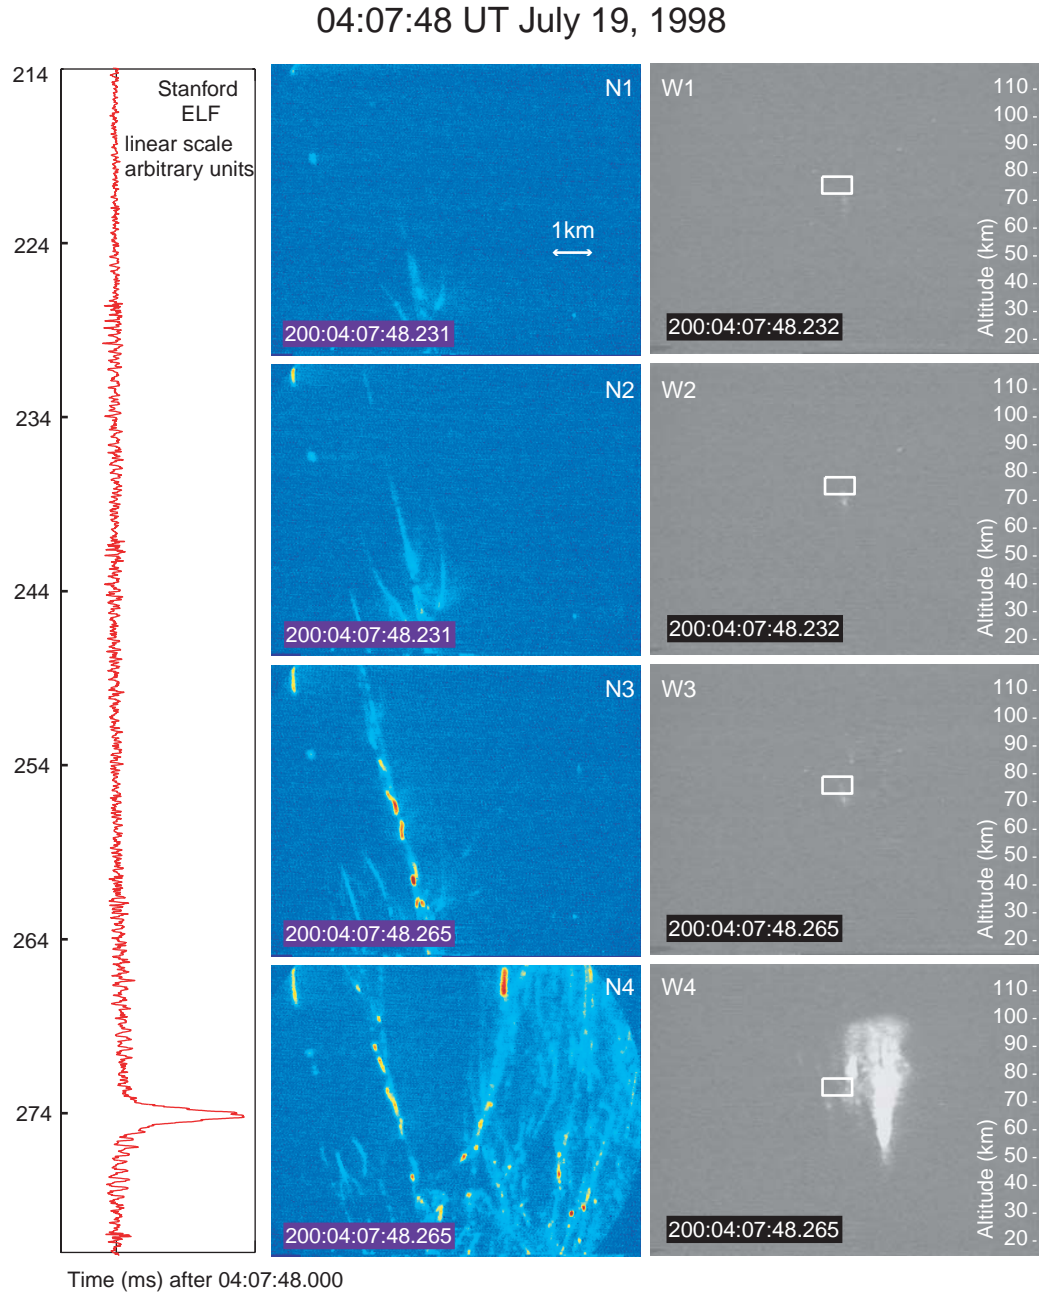 04:07:48 UT July 19, 1998
214
224
234
244
254
264
274
Stanford
ELF
linear scale
arbitrary units
Time (ms) after 04:07:48.000
N1
1km
200:04:07:48.231
W1
110
100
90
80
70
60
50
40
30
20
Altitude (km)
200:04:07:48.232
N2
200:04:07:48.231
W2
110
100
90
80
70
60
50
40
30
20
Altitude (km)
200:04:07:48.232
N3
200:04:07:48.265
W3
110
100
90
80
70
60
50
40
30
20
Altitude (km)
200:04:07:48.265
N4
200:04:07:48.265
W4
110
100
90
80
70
60
50
40
30
20
Altitude (km)
200:04:07:48.265